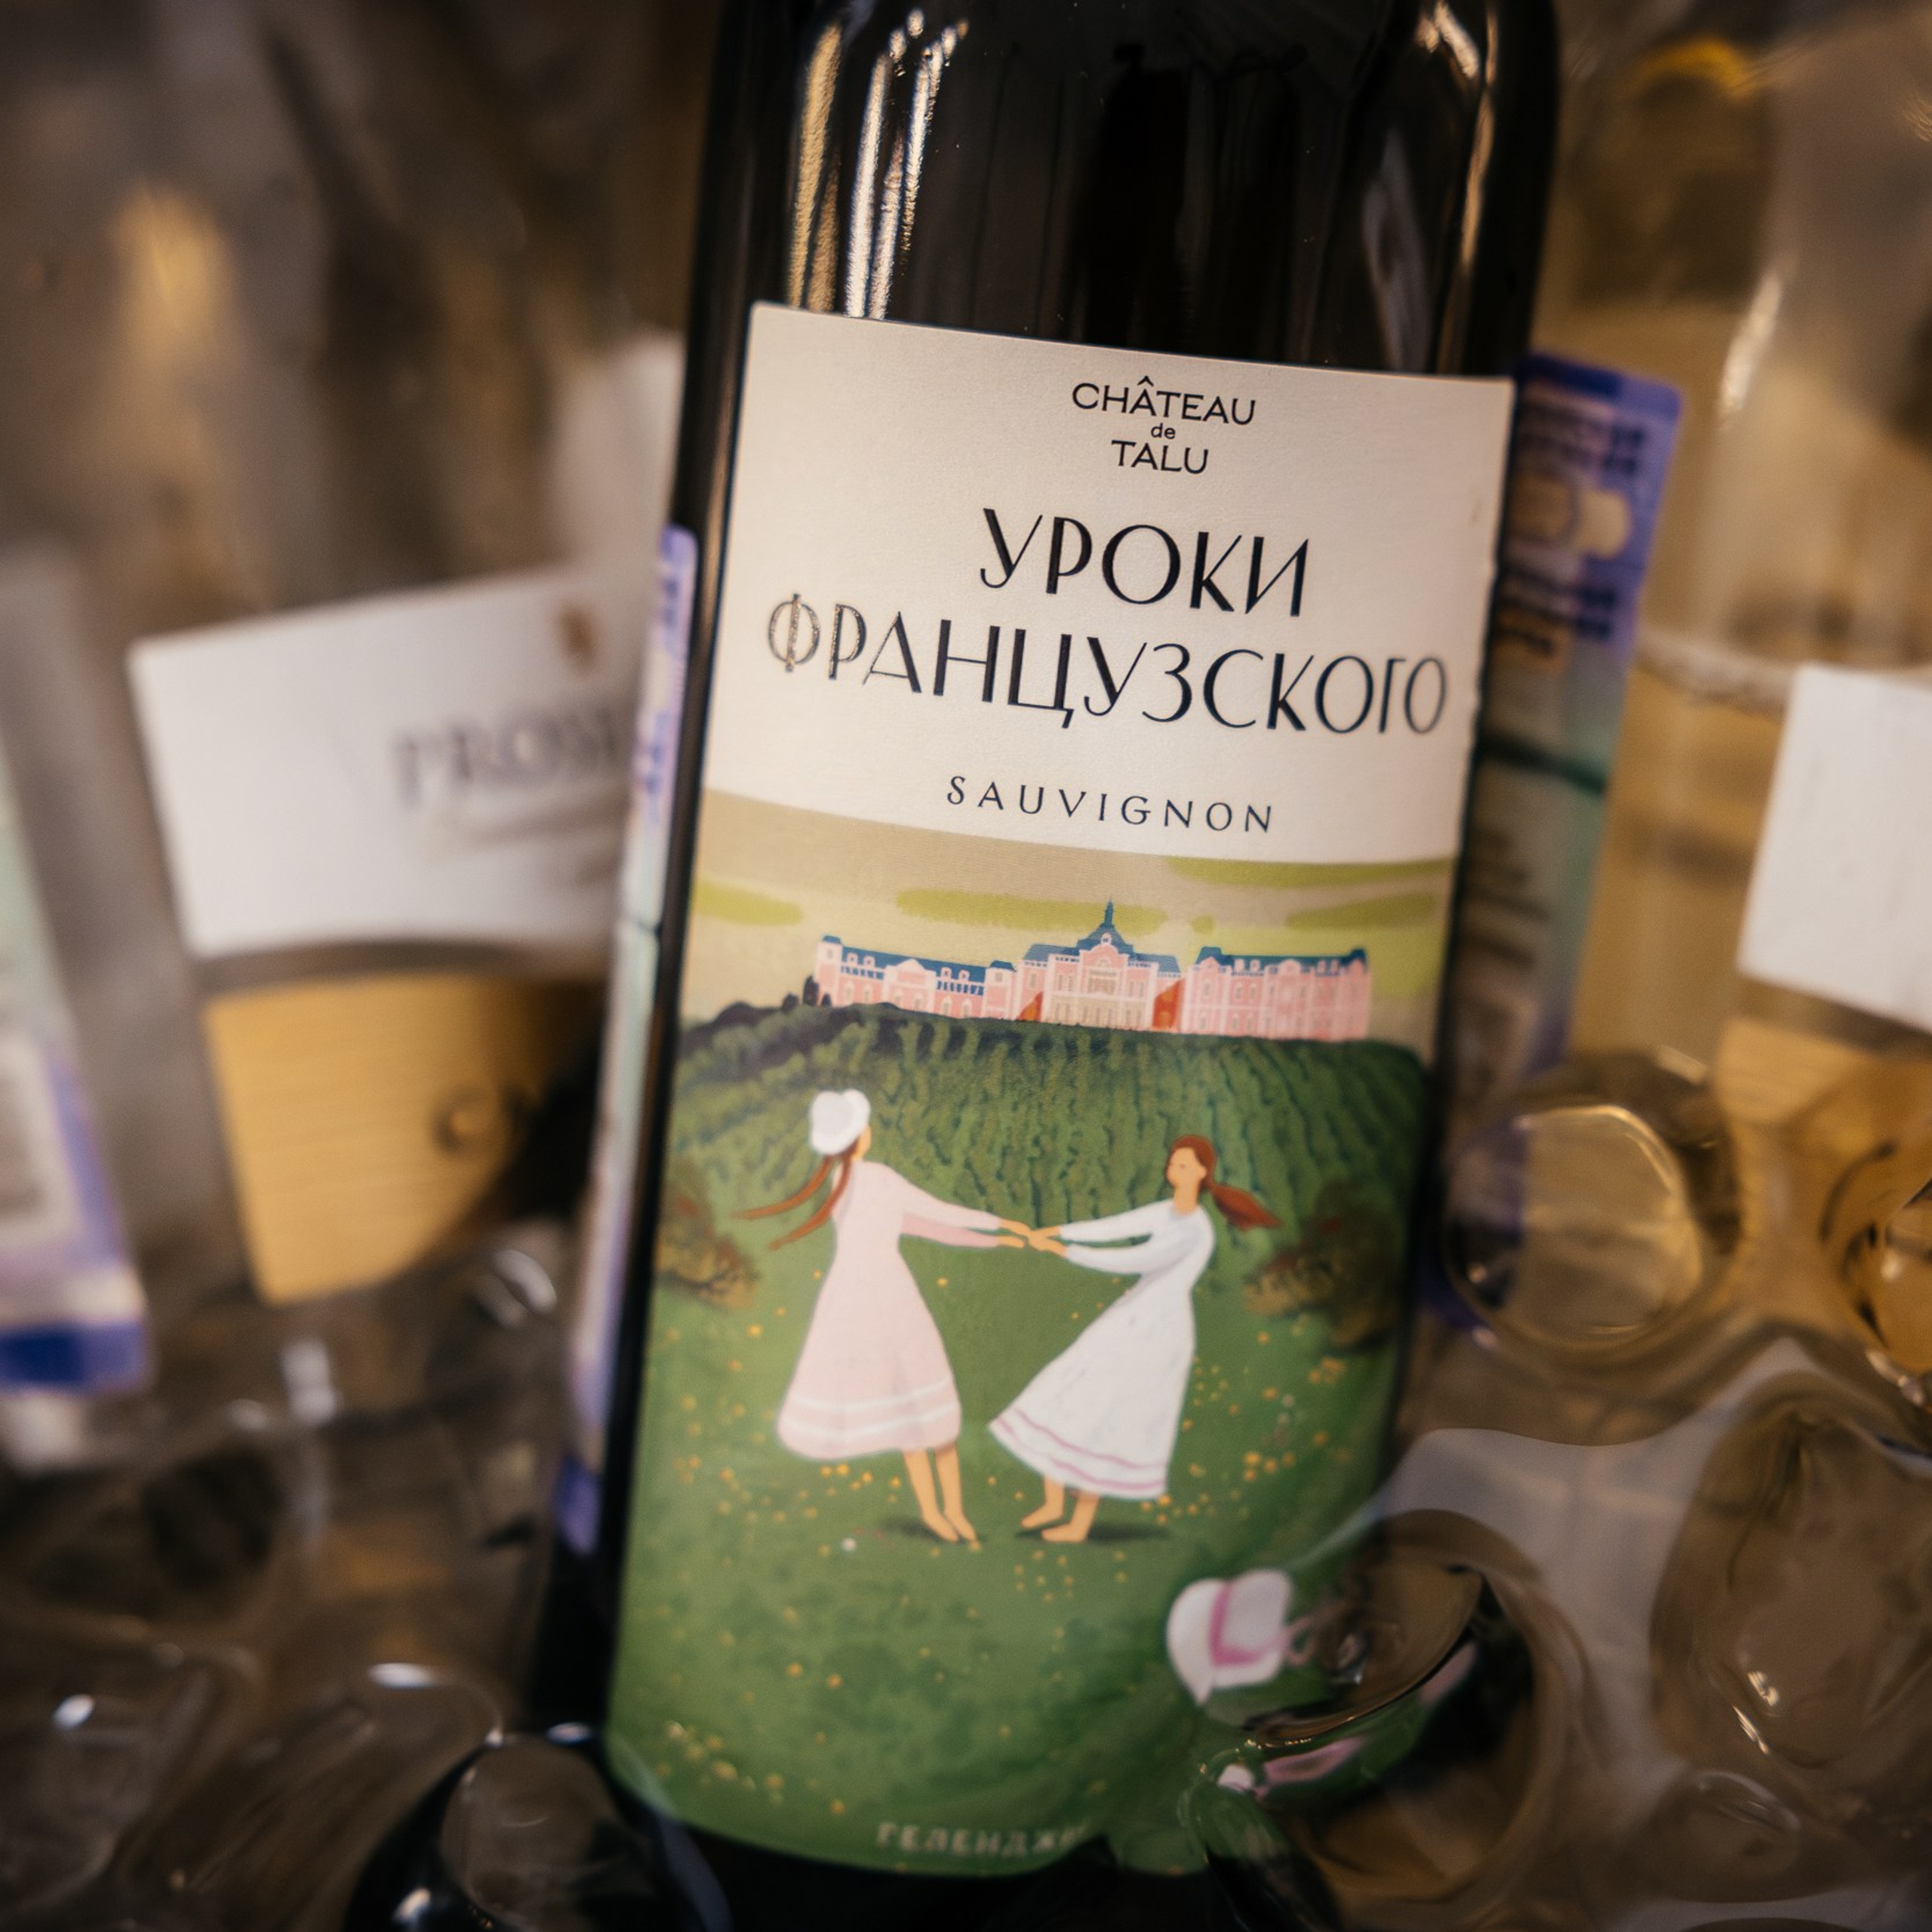 CHÂTEAU
de
TALU
УРОКИ
ФРАНЦУЗСКОГО
SAUVIGNON